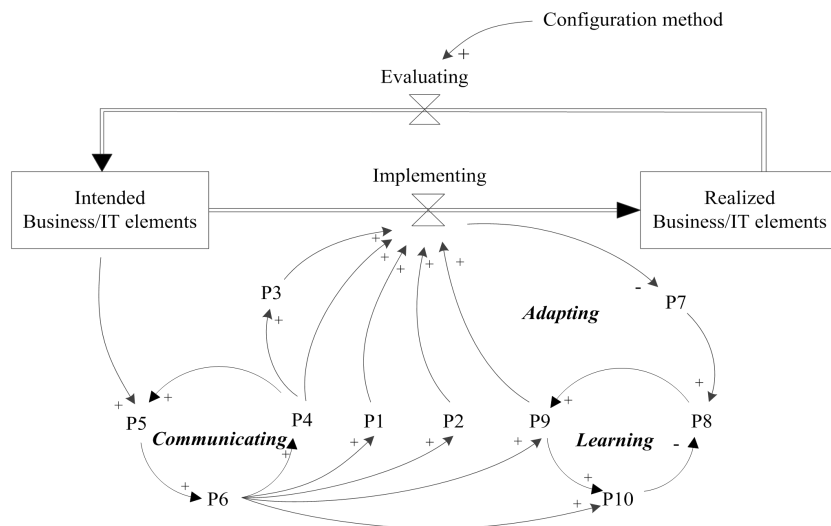 Configuration method
+
Evaluating
Intended
Business/IT elements
Implementing
Realized
Business/IT elements
+
+
+
+
+
P3
+
-
P7
Adapting
+
+
P5
+
P4
P1
P2
P9
+
P8
Communicating
Learning
+
+
+
+
-
+
P6
+
+
P10